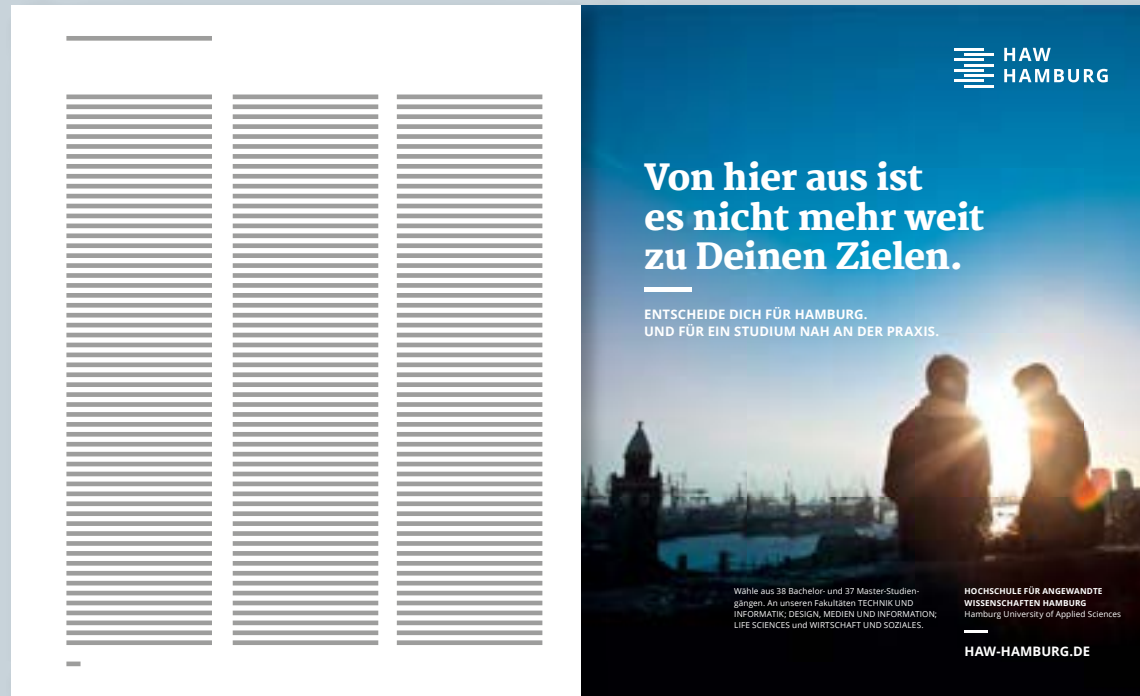 HAW
HAMBURG
Von hier aus ist
es nicht mehr weit
zu Deinen Zielen.
ENTSCHEIDE DICH FÜR HAMBURG.
UND FÜR EIN STUDIUM NAH AN DER PRAXIS.
Wähle aus 38 Bachelor- und 37 Master-Studien-
gängen. An unseren Fakultäten TECHNIK UND
INFORMATIK; DESIGN, MEDIEN UND INFORMATION;
LIFE SCIENCES und WIRTSCHAFT UND SOZIALES.
HOCHSCHULE FÜR ANGEWANDTE
WISSENSCHAFTEN HAMBURG
Hamburg University of Applied Sciences
HAW-HAMBURG.DE